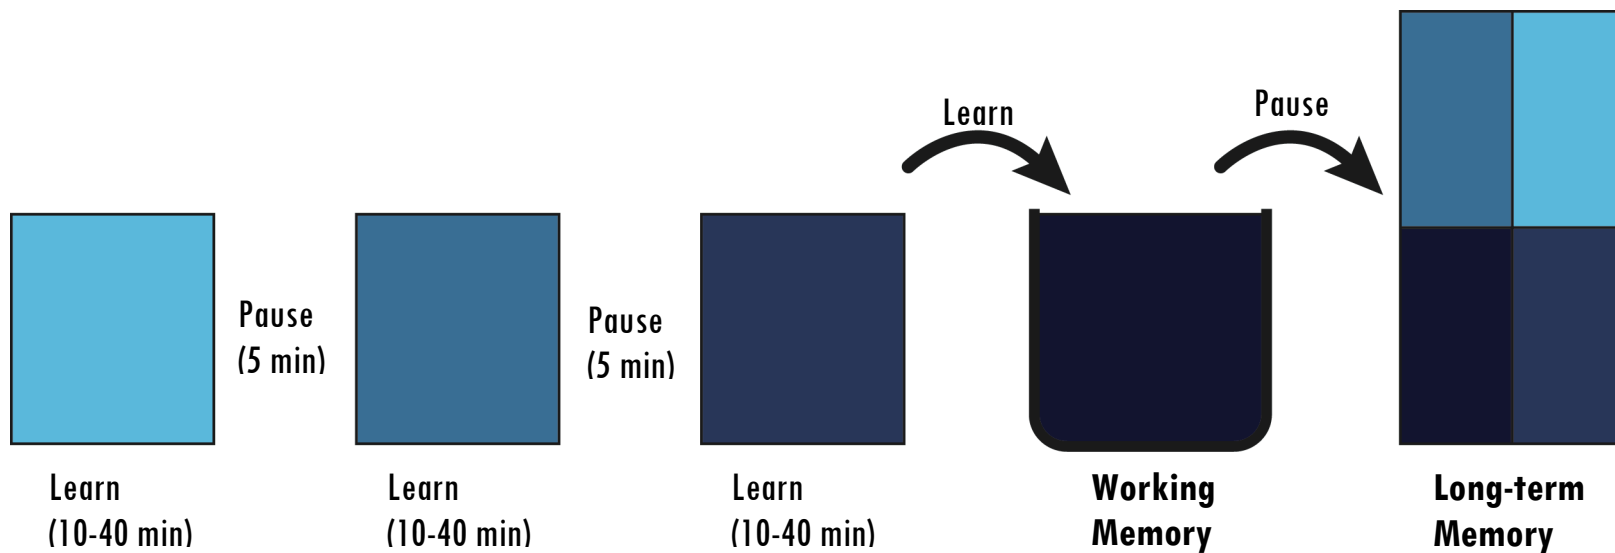 Learn
Pause
Pause
(5 min)
Pause
(5 min)
Learn
(10-40 min)
Learn
(10-40 min)
Learn
(10-40 min)
Working
Memory
Long-term
Memory